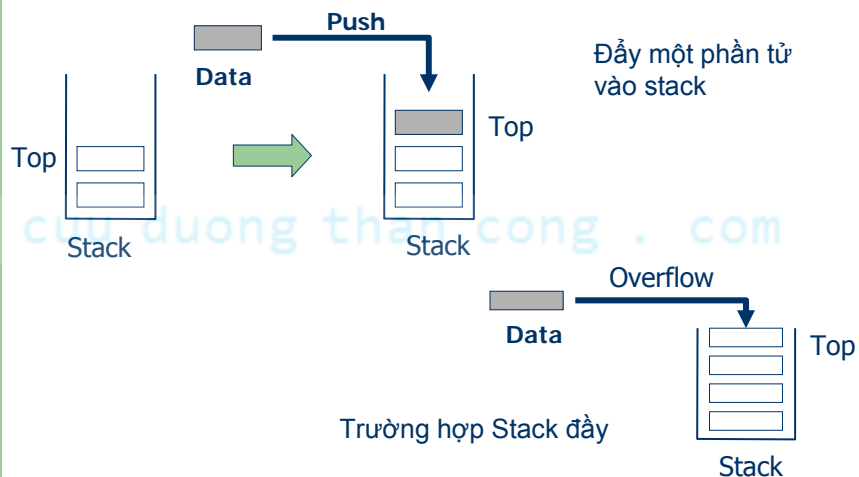 Push
Đẩy một phần tử
vào stack
Data
Top
Top
cuu duong than cong . com
Stack
Stack
Overflow
Data
Top
Trường hợp Stack đầy
Stack